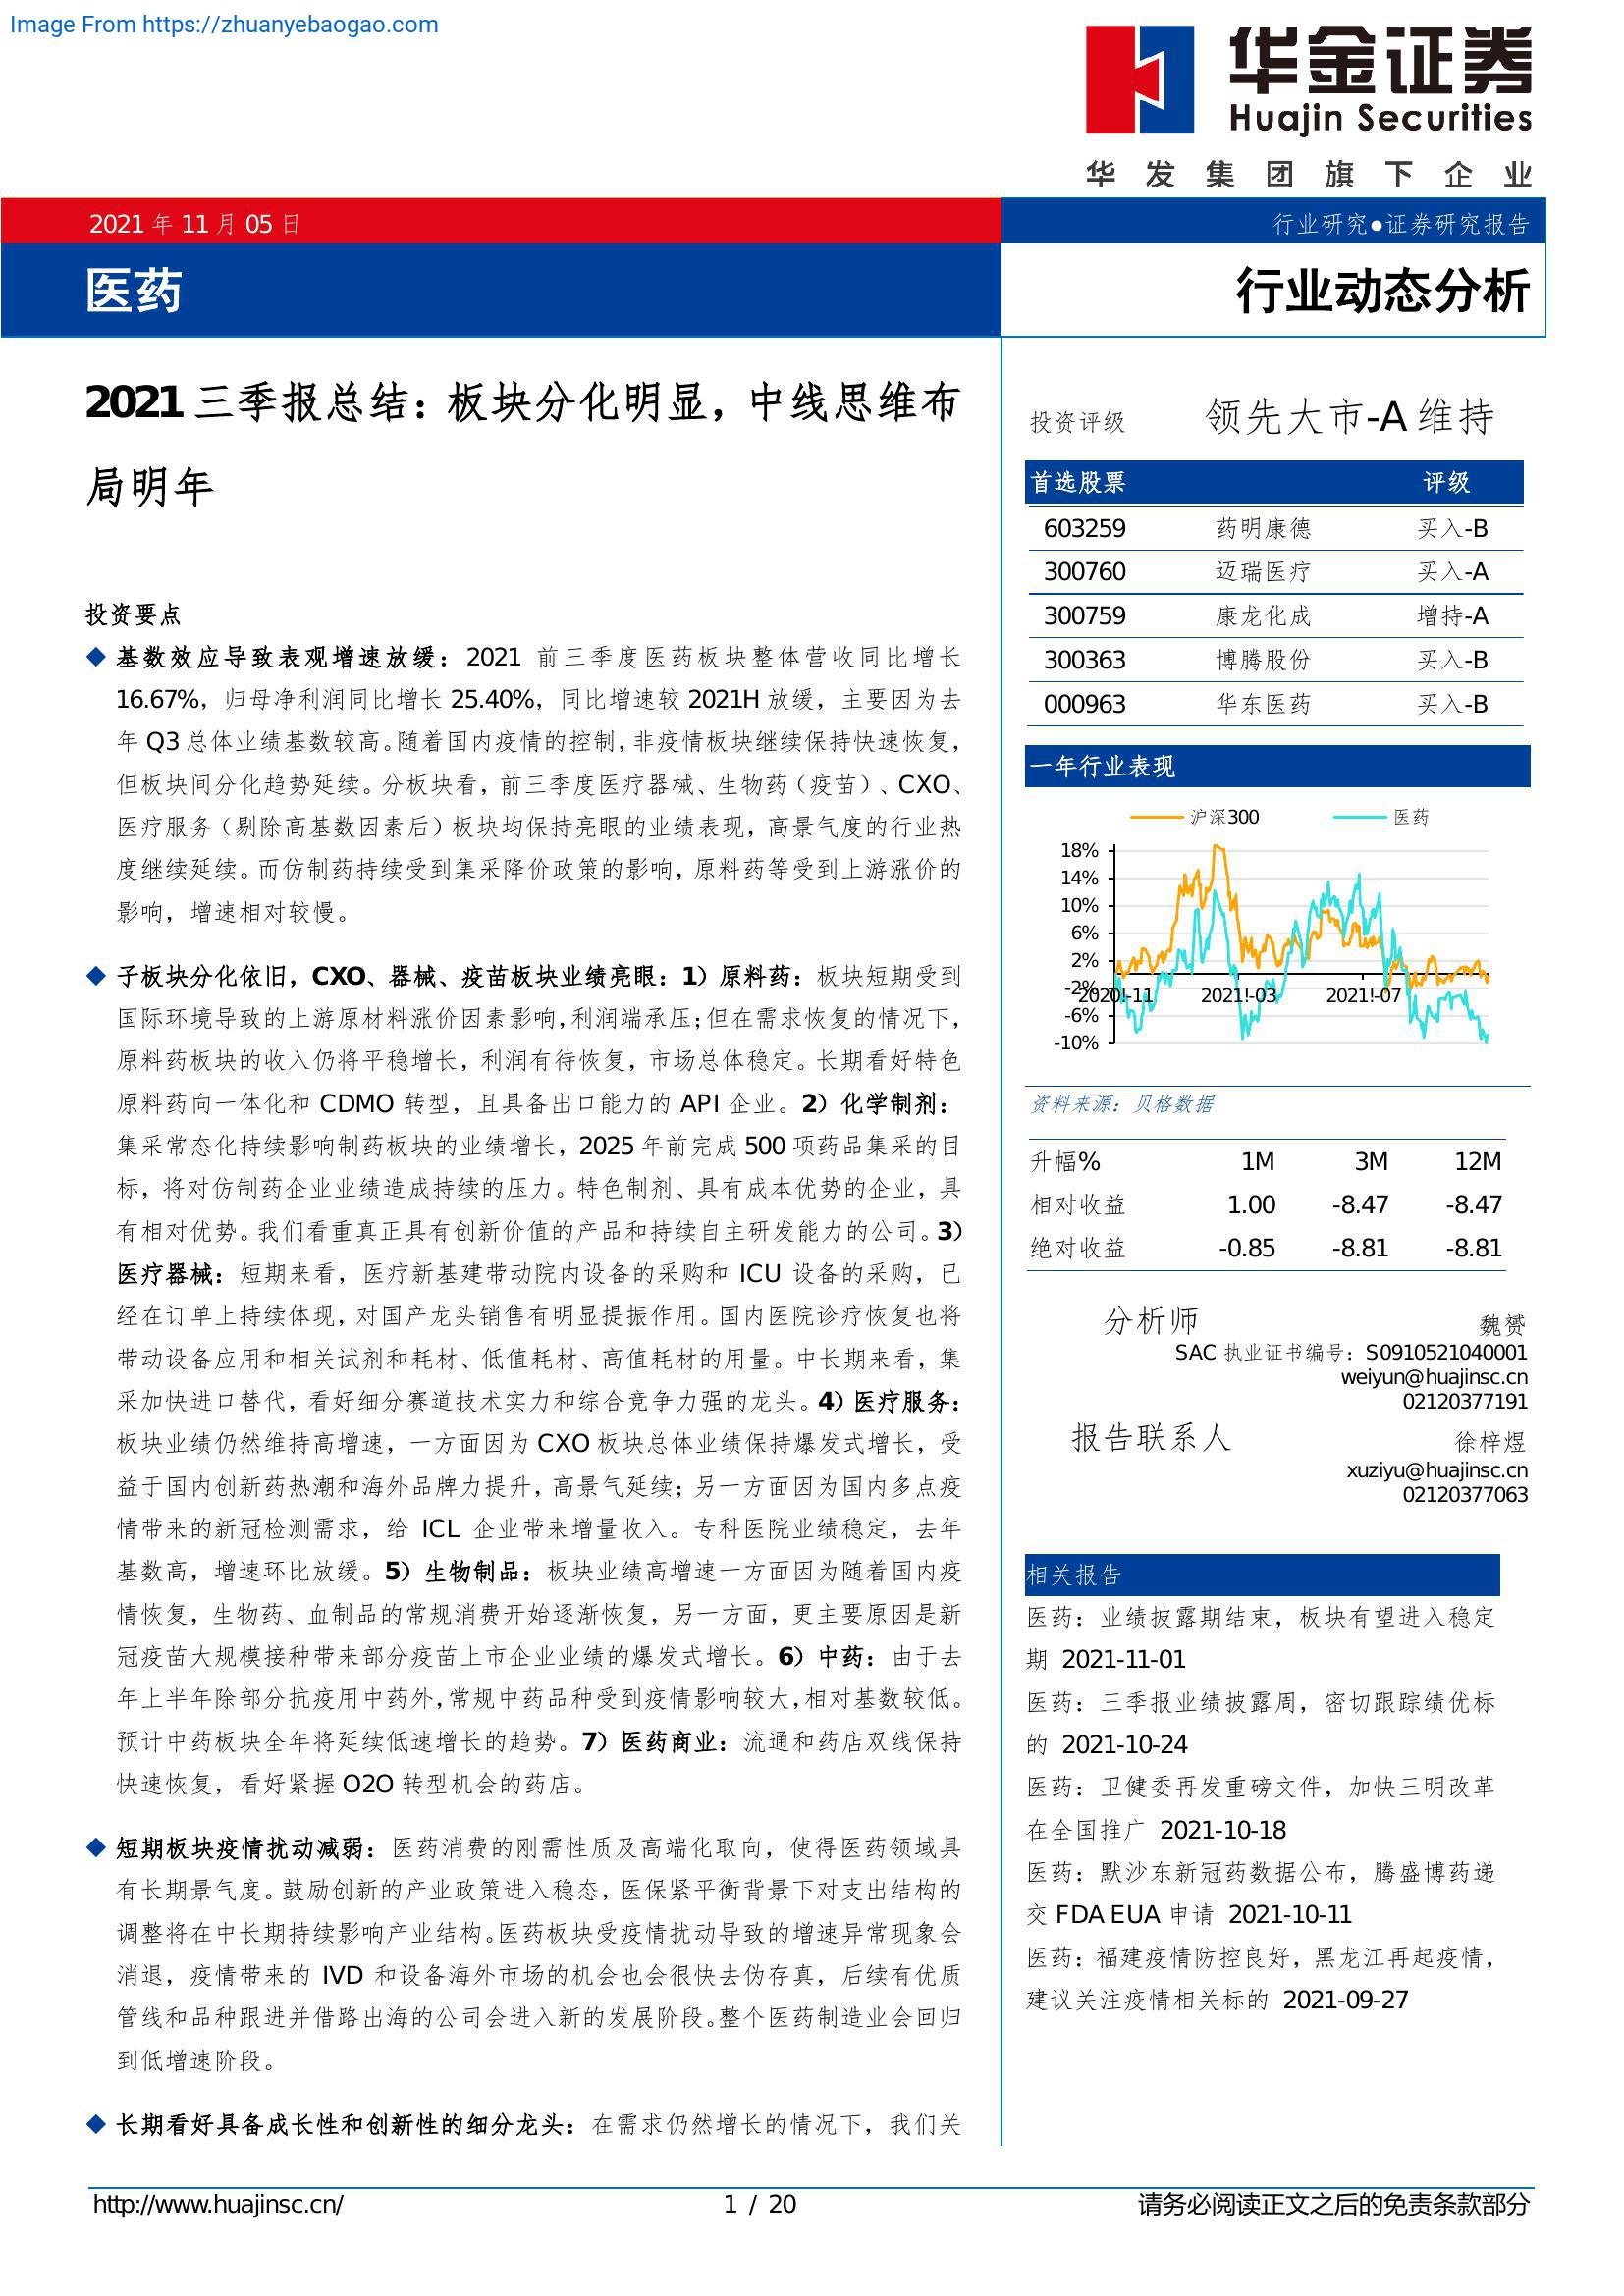 Image From https://zhuanyebaogao.com
华金证券
Huajin Securities
华发集团旗下企业
2021 年 11 月 05 日
行业研究●证券研究报告
医药
行业动态分析
2021 三季报总结：板块分化明显，中线思维布
局明年
投资要点
◆ 基数效应导致表观增速放缓：2021 前三季度医药板块整体营收同比增长
16.67%，归母净利润同比增长 25.40%，同比增速较 2021H 放缓，主要因为去
年 Q3 总体业绩基数较高。随着国内疫情的控制，非疫情板块继续保持快速恢复，
但板块间分化趋势延续。分板块看，前三季度医疗器械、生物药（疫苗）、CXO、
医疗服务（剔除高基数因素后）板块均保持亮眼的业绩表现，高景气度的行业热
度继续延续。而仿制药持续受到集采降价政策的影响，原料药等受到上游涨价的
影响，增速相对较慢。
◆ 子板块分化依旧，CXO、器械、疫苗板块业绩亮眼：1）原料药：板块短期受到
国际环境导致的上游原材料涨价因素影响，利润端承压；但在需求恢复的情况下，
原料药板块的收入仍将平稳增长，利润有待恢复，市场总体稳定。长期看好特色
原料药向一体化和 CDMO 转型，且具备出口能力的 API 企业。2）化学制剂：
集采常态化持续影响制药板块的业绩增长，2025 年前完成 500 项药品集采的目
标，将对仿制药企业业绩造成持续的压力。特色制剂、具有成本优势的企业，具
有相对优势。我们看重真正具有创新价值的产品和持续自主研发能力的公司。3）
医疗器械：短期来看，医疗新基建带动院内设备的采购和 ICU 设备的采购，已
经在订单上持续体现，对国产龙头销售有明显提振作用。国内医院诊疗恢复也将
带动设备应用和相关试剂和耗材、低值耗材、高值耗材的用量。中长期来看，集
采加快进口替代，看好细分赛道技术实力和综合竞争力强的龙头。4）医疗服务：
板块业绩仍然维持高增速，一方面因为 CXO 板块总体业绩保持爆发式增长，受
益于国内创新药热潮和海外品牌力提升，高景气延续；另一方面因为国内多点疫
情带来的新冠检测需求，给 ICL 企业带来增量收入。专科医院业绩稳定，去年
基数高，增速环比放缓。5）生物制品：板块业绩高增速一方面因为随着国内疫
情恢复，生物药、血制品的常规消费开始逐渐恢复，另一方面，更主要原因是新
冠疫苗大规模接种带来部分疫苗上市企业业绩的爆发式增长。6）中药：由于去
年上半年除部分抗疫用中药外，常规中药品种受到疫情影响较大，相对基数较低。
预计中药板块全年将延续低速增长的趋势。7）医药商业：流通和药店双线保持
快速恢复，看好紧握 O2O 转型机会的药店。
◆ 短期板块疫情扰动减弱：医药消费的刚需性质及高端化取向，使得医药领域具
有长期景气度。鼓励创新的产业政策进入稳态，医保紧平衡背景下对支出结构的
调整将在中长期持续影响产业结构。医药板块受疫情扰动导致的增速异常现象会
消退，疫情带来的 IVD 和设备海外市场的机会也会很快去伪存真，后续有优质
管线和品种跟进并借路出海的公司会进入新的发展阶段。整个医药制造业会回归
到低增速阶段。
◆ 长期看好具备成长性和创新性的细分龙头：在需求仍然增长的情况下，我们关
投资评级 领先大市-A 维持
首选股票 评级
603259 药明康德 买入-B
300760 迈瑞医疗 买入-A
300759 康龙化成 增持-A
300363 博腾股份 买入-B
000963 华东医药 买入-B
一年行业表现
沪深300 医药
18%
14%
10%
6%
2%
-2%
2020!-11 2021!-03 2021!-07
-6%
-10%
资料来源：贝格数据
升幅% 1M 3M 12M
相对收益 1.00 -8.47 -8.47
绝对收益 -0.85 -8.81 -8.81
分析师 魏赟
SAC 执业证书编号：S0910521040001
weiyun@huajinsc.cn
02120377191
报告联系人 徐梓煜
xuziyu@huajinsc.cn
02120377063
相关报告
医药：业绩披露期结束，板块有望进入稳定
期 2021-11-01
医药：三季报业绩披露周，密切跟踪绩优标
的 2021-10-24
医药：卫健委再发重磅文件，加快三明改革
在全国推广 2021-10-18
医药：默沙东新冠药数据公布，腾盛博药递
交 FDA EUA 申请 2021-10-11
医药：福建疫情防控良好，黑龙江再起疫情，
建议关注疫情相关标的 2021-09-27
http://www.huajinsc.cn/
1 / 20
请务必阅读正文之后的免责条款部分